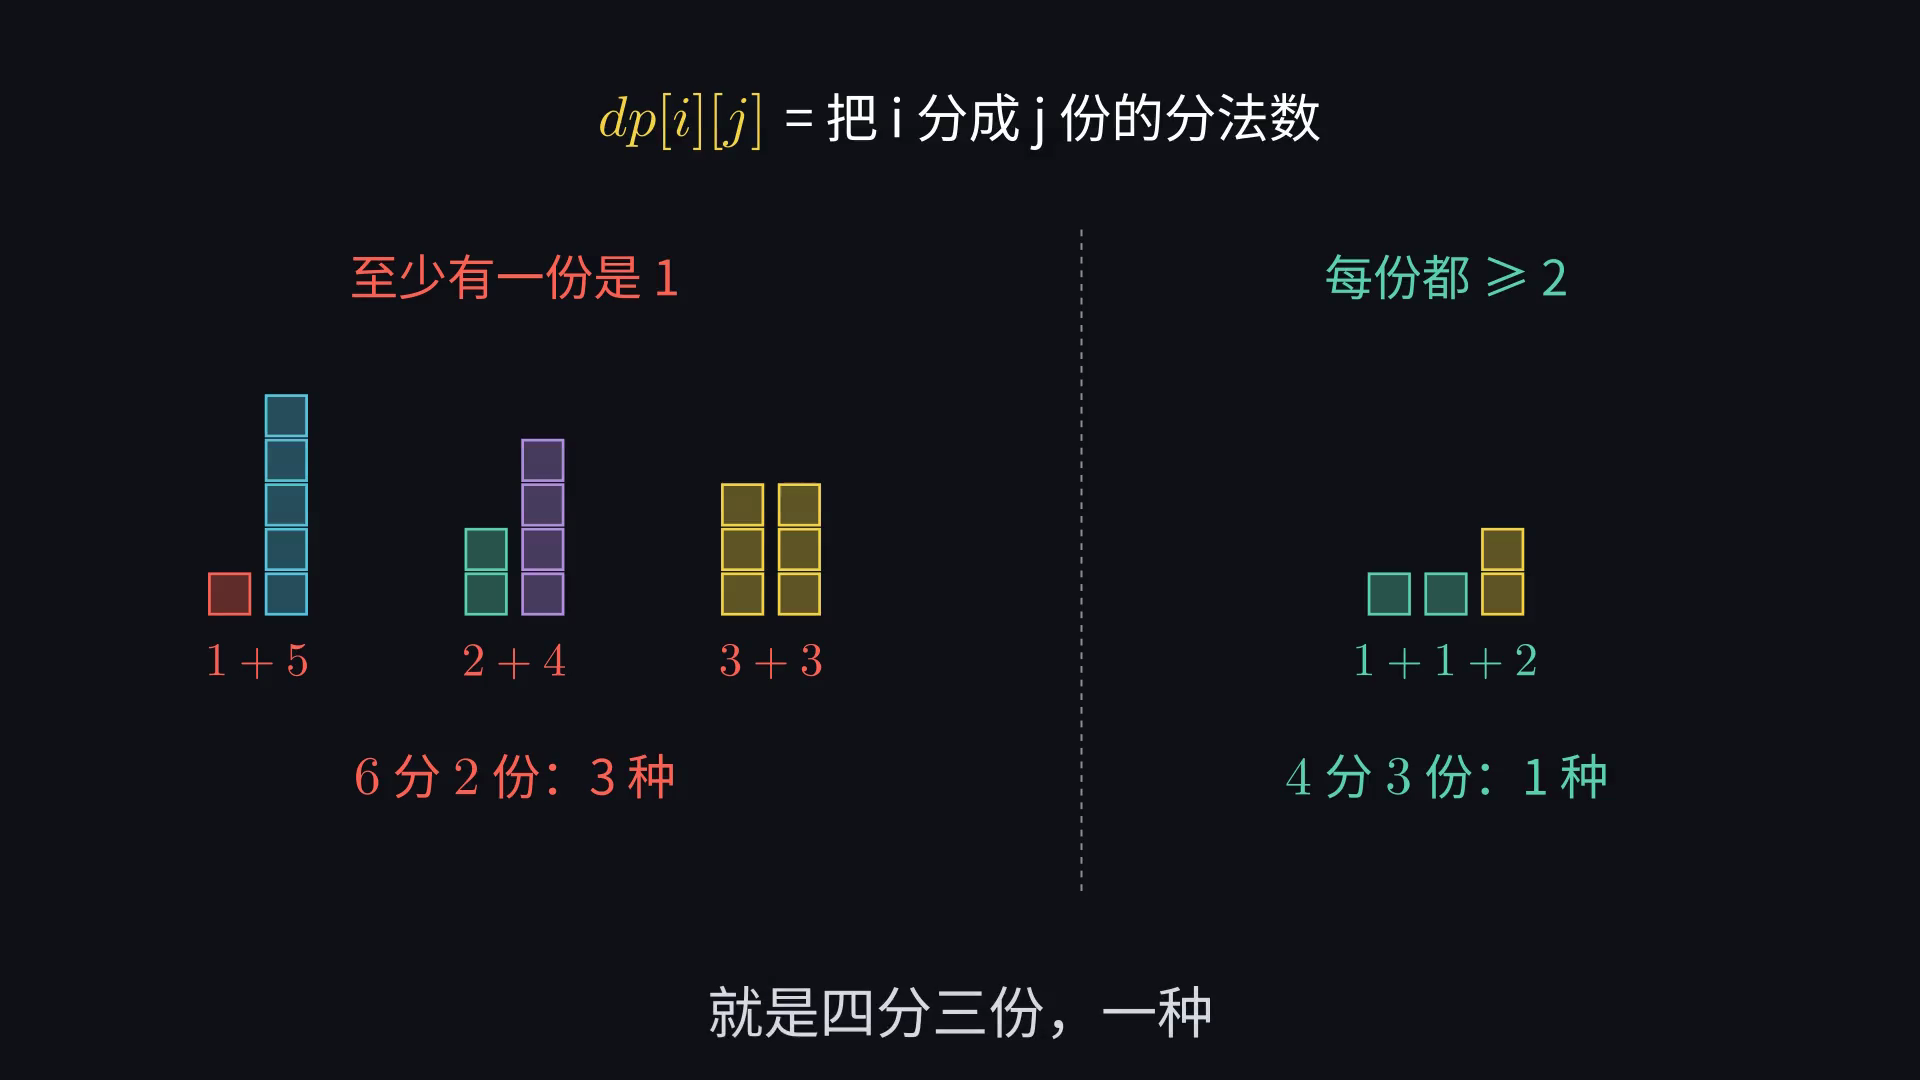 dp[i][j] = 把 i 分成 j 份的分法数
至少有一份是 1
每份都 ⩾ 2
1 + 5
2 + 4
3 + 3
1 + 1 + 2
6 分 2 份：3 种
4 分 3 份：1 种
就是四分三份，一种